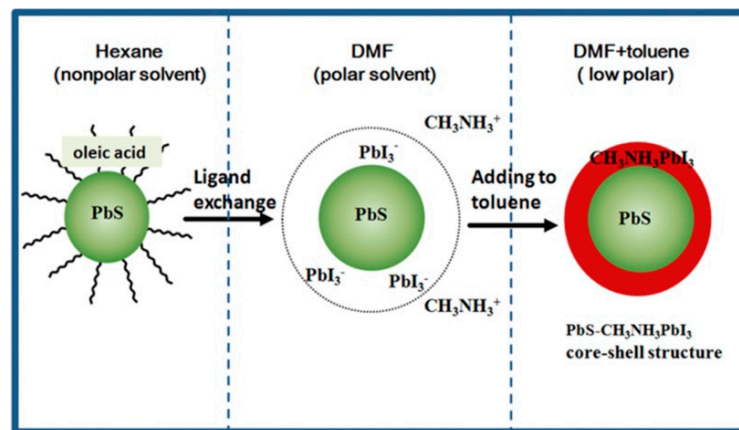 Hexane
(nonpolar solvent)
oleic acid
PbS
Ligand
exchange
DMF
(polar solvent)
CH₃NH₃⁺
PbI₃⁻
PbS
PbI₃⁻
PbI₃⁻
CH₃NH₃⁺
Adding to
toluene
DMF+toluene
( low polar)
CH₃NH₃PbI₃
PbS
PbS-CH₃NH₃PbI₃
core-shell structure